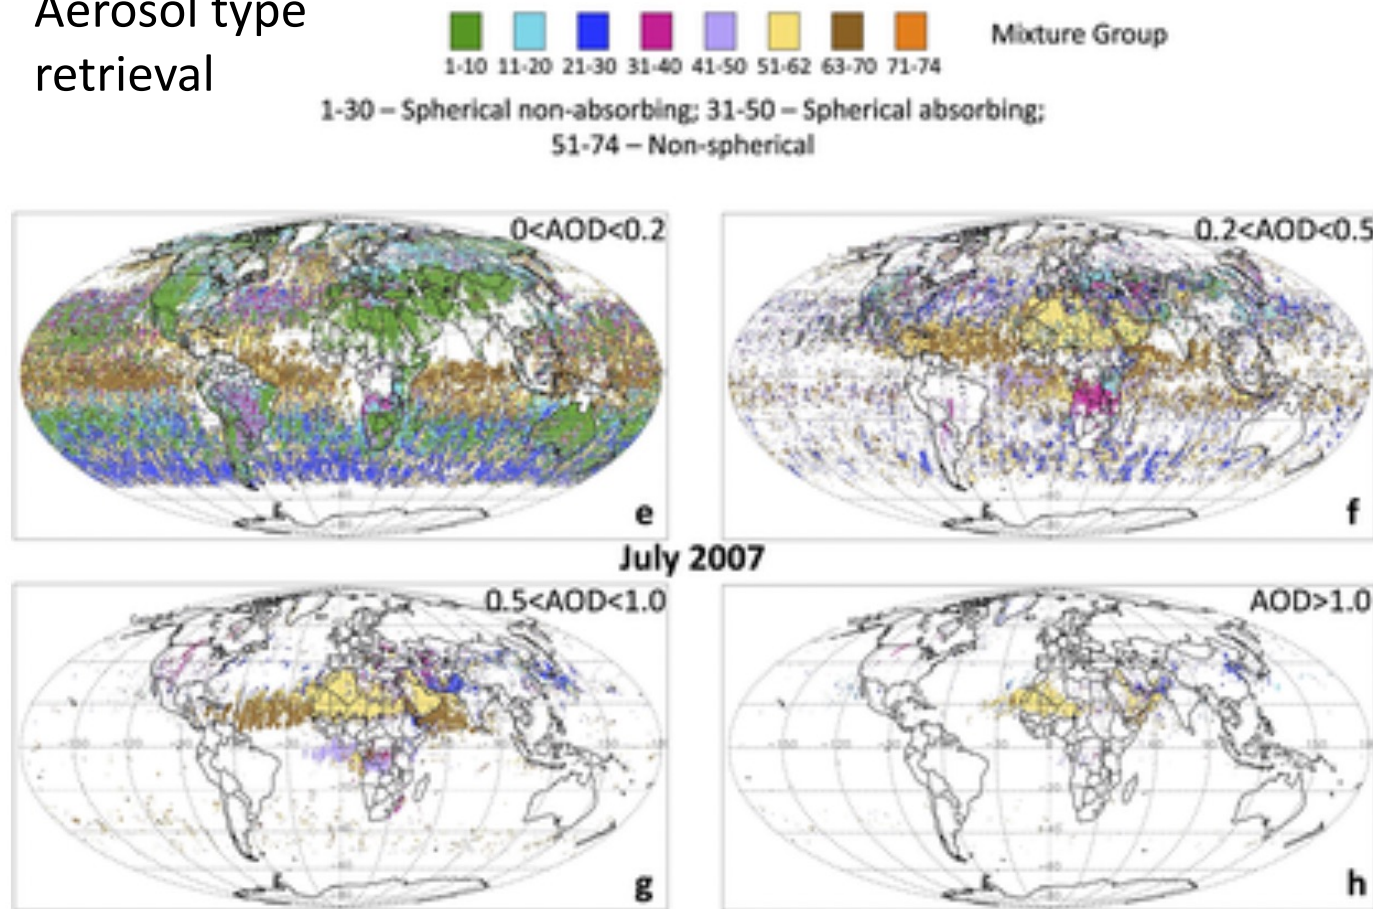 Aerosol type
retrieval
Mixture Group
1-10 11-20 21-30 31-40 41-50 51-62 63-70 71-74
1-30 – Spherical non-absorbing; 31-50 – Spherical absorbing;
51-74 – Non-spherical
0<AOD<0.2
0.2<AOD<0.5
e
f
July 2007
0.5<AOD<1.0
AOD>1.0
g
h